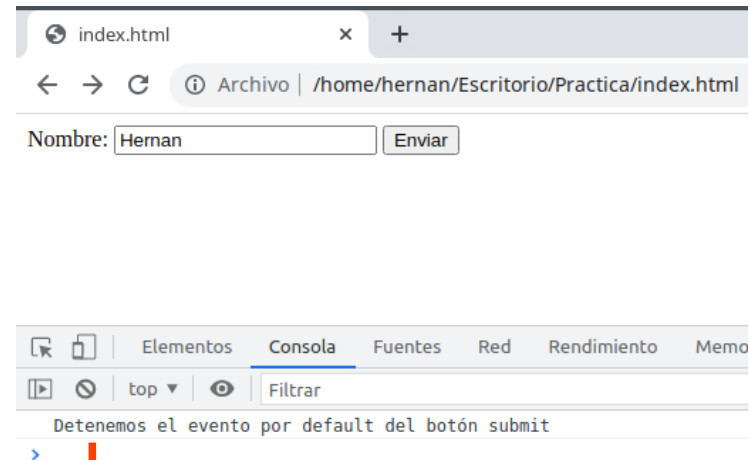 index.html
Archivo | /home/hernan/Escritorio/Practica/index.html
Nombre: Hernan Enviar
Elementos Consola Fuentes Red Rendimiento Memo
top Filtrar
Detenemos el evento por default del botón submit